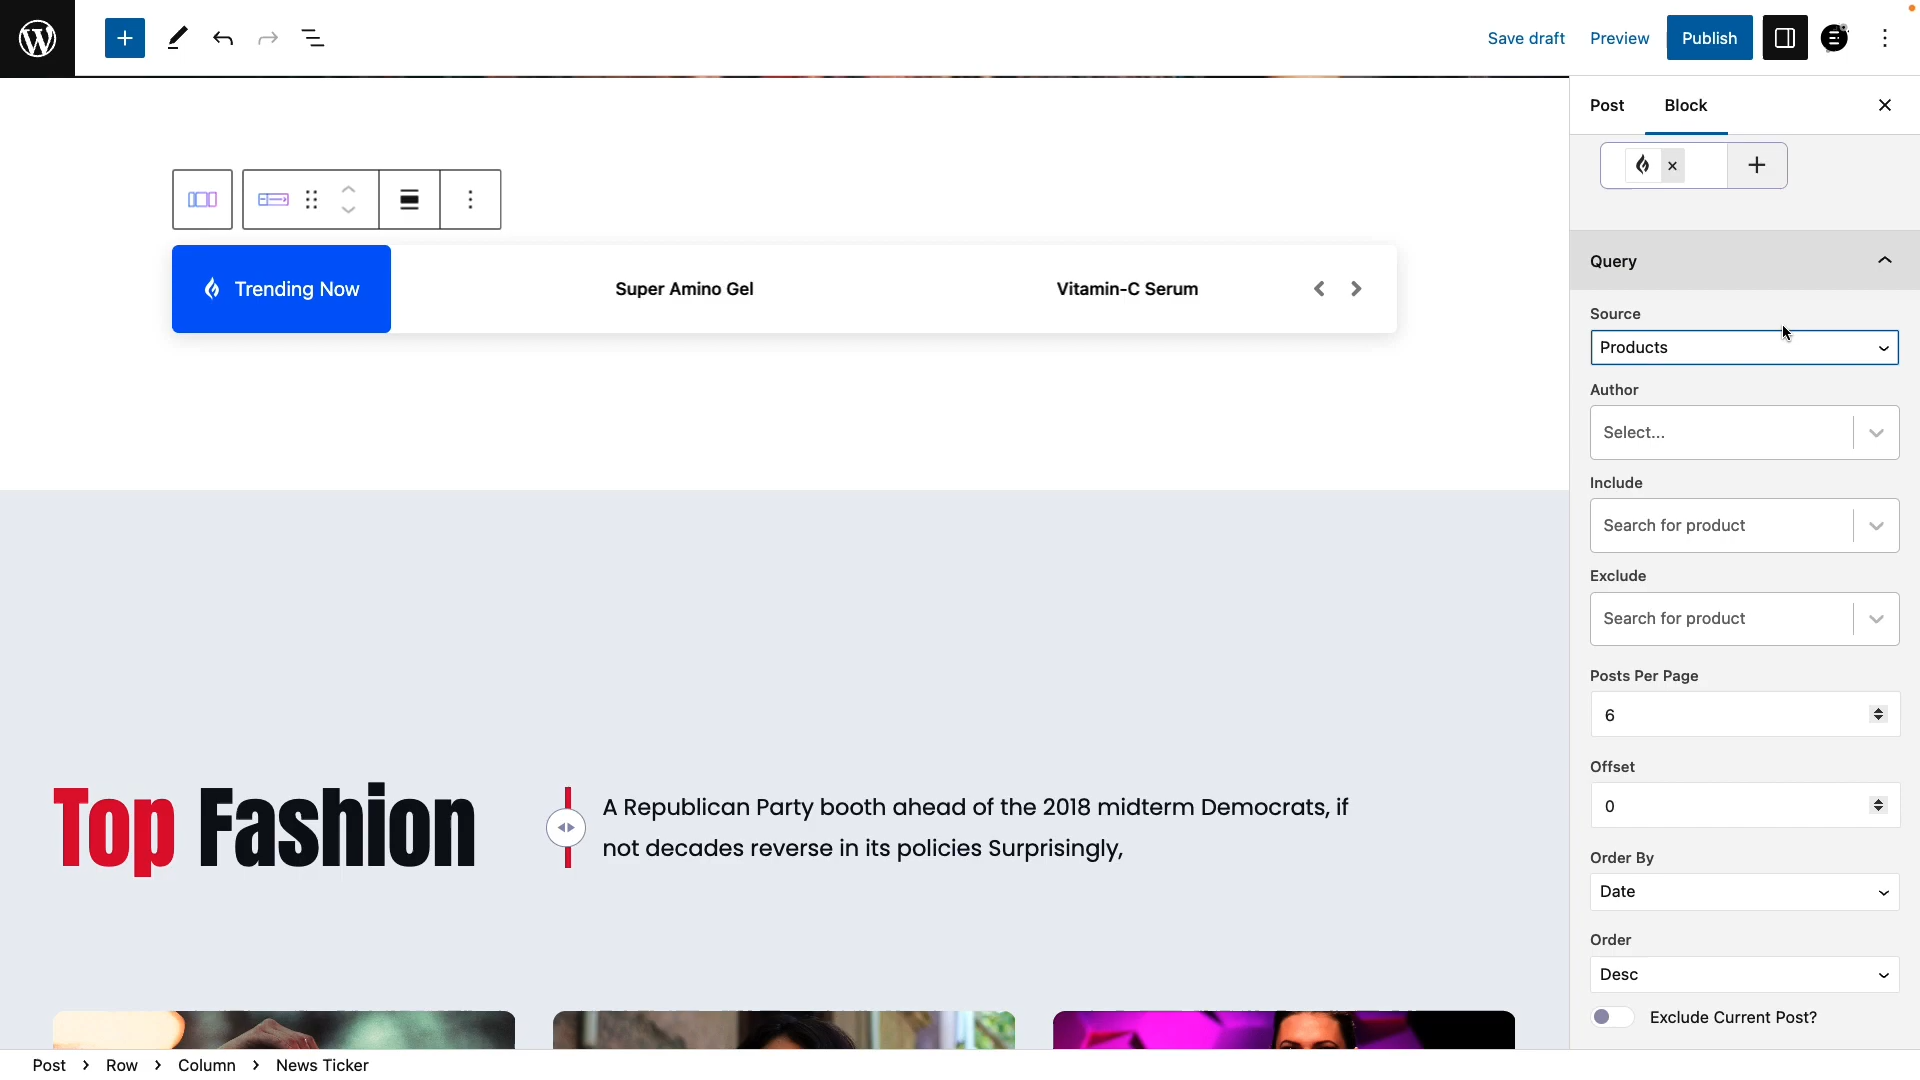 Save draft
Preview
Publish
Post
Block
Trending Now
Super Amino Gel
Vitamin-C Serum
Query
Source
Products
Author
Select...
Include
Search for product
Exclude
Search for product
Posts Per Page
6
Offset
0
Order By
Date
Order
Desc
Exclude Current Post?
Top Fashion
A Republican Party booth ahead of the 2018 midterm Democrats, if
not decades reverse in its policies Surprisingly,
Post > Row > Column > News Ticker